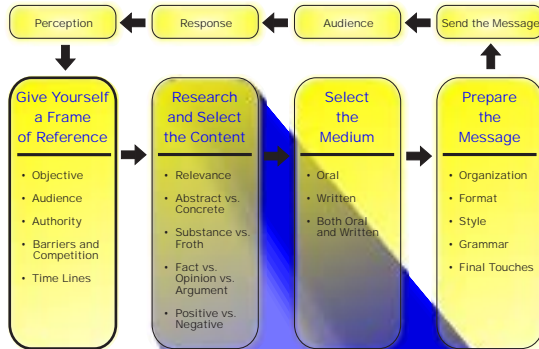 Perception
Response
Audience
Send the Message
Give Yourself
a Frame
of Reference
• Objective
• Audience
• Authority
• Barriers and
Competition
• Time Lines
Research
and Select
the Content
• Relevance
• Abstract vs.
Concrete
• Substance vs.
Froth
• Fact vs.
Opinion vs.
Argument
• Positive vs.
Negative
Select
the
Medium
• Oral
• Written
• Both Oral
and Written
Prepare
the
Message
• Organization
• Format
• Style
• Grammar
• Final Touches